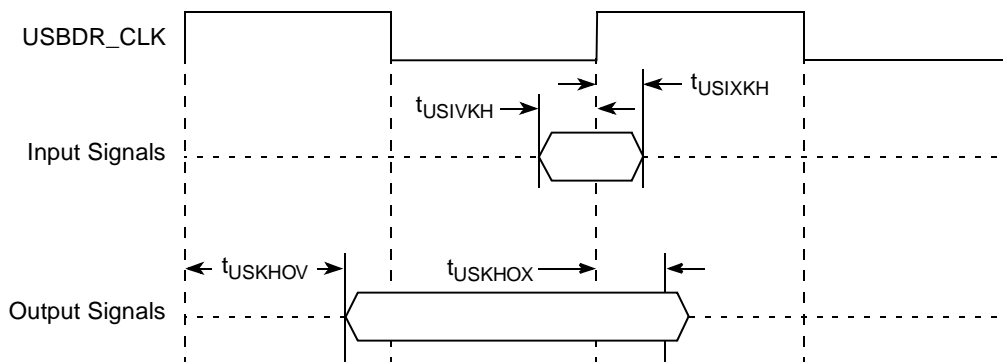 USBDR_CLK
tUSIXKH
tUSIVKH
Input Signals
tUSKHOV
tUSKHOX
Output Signals